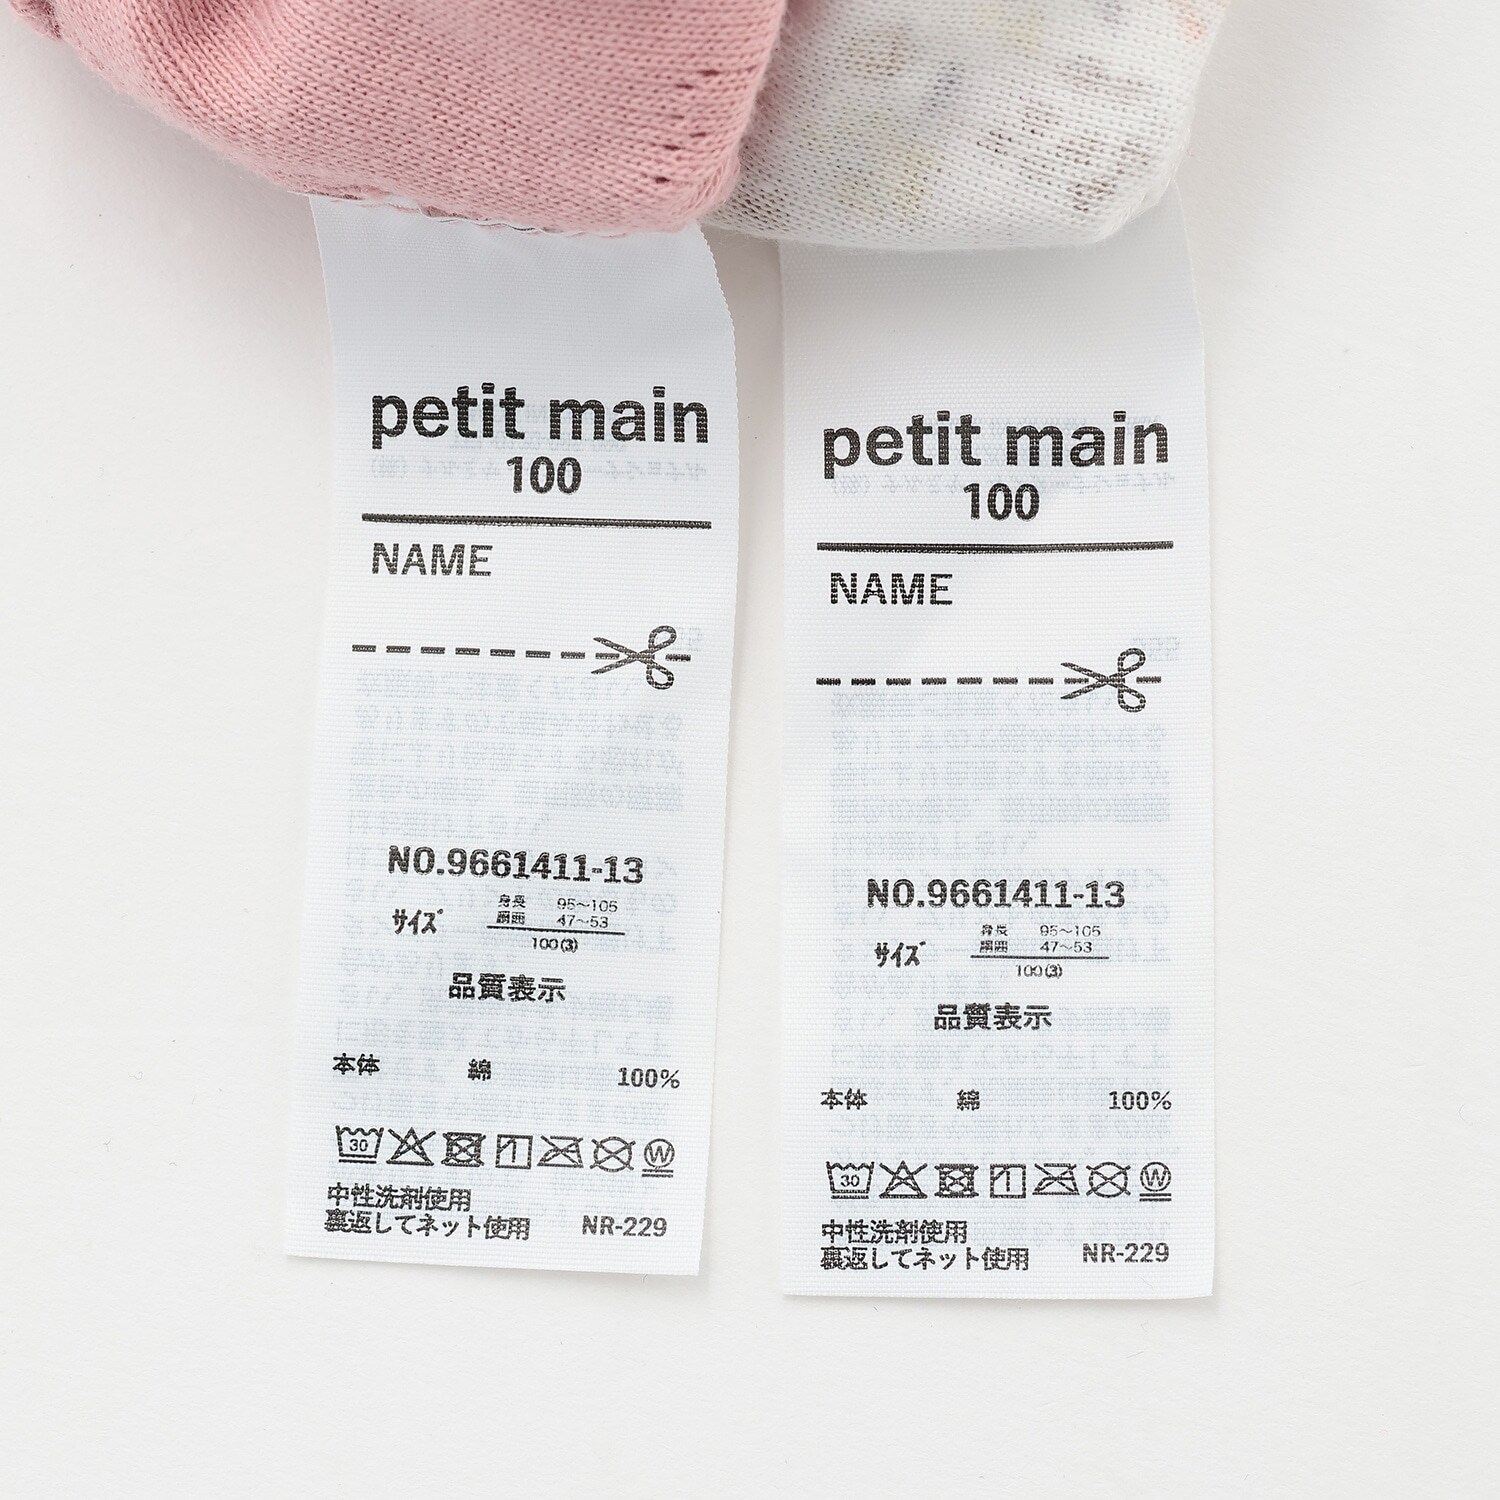 petit main
100
NAME
NO.9661411-13
サイズ
身長 95~105
胴囲 47~53
100(3)
品質表示
本体 綿 100%
30 W
中性洗剤使用
裏返してネット使用 NR-229
petit main
100
NAME
NO.9661411-13
サイズ
身長 95~105
胴囲 47~53
100(3)
品質表示
本体 綿 100%
30 W
中性洗剤使用
裏返してネット使用 NR-229